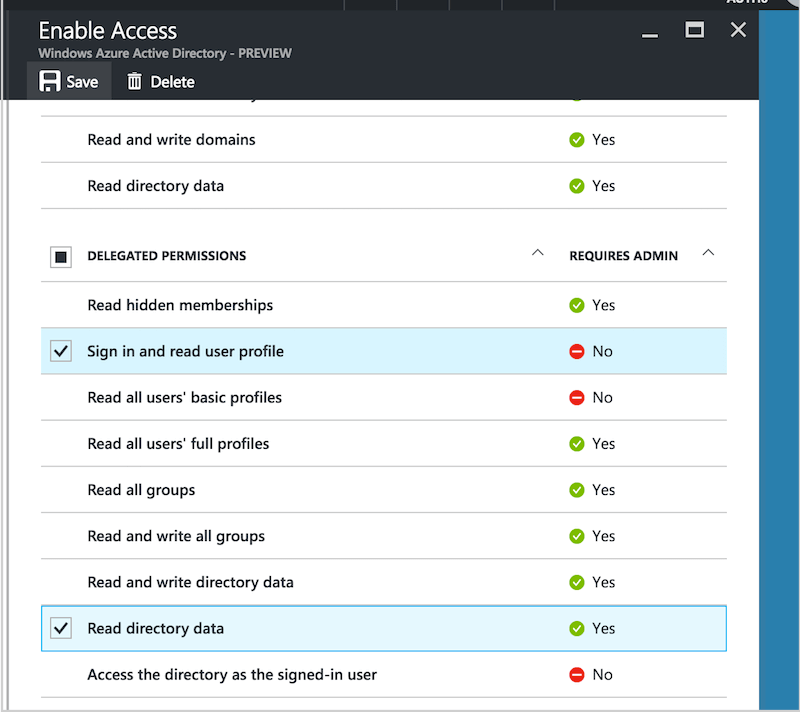 Enable Access
Windows Azure Active Directory - PREVIEW
Save Delete
Read and write domains Yes
Read directory data Yes
DELEGATED PERMISSIONS REQUIRES ADMIN
Read hidden memberships Yes
Sign in and read user profile No
Read all users' basic profiles No
Read all users' full profiles Yes
Read all groups Yes
Read and write all groups Yes
Read and write directory data Yes
Read directory data Yes
Access the directory as the signed-in user No